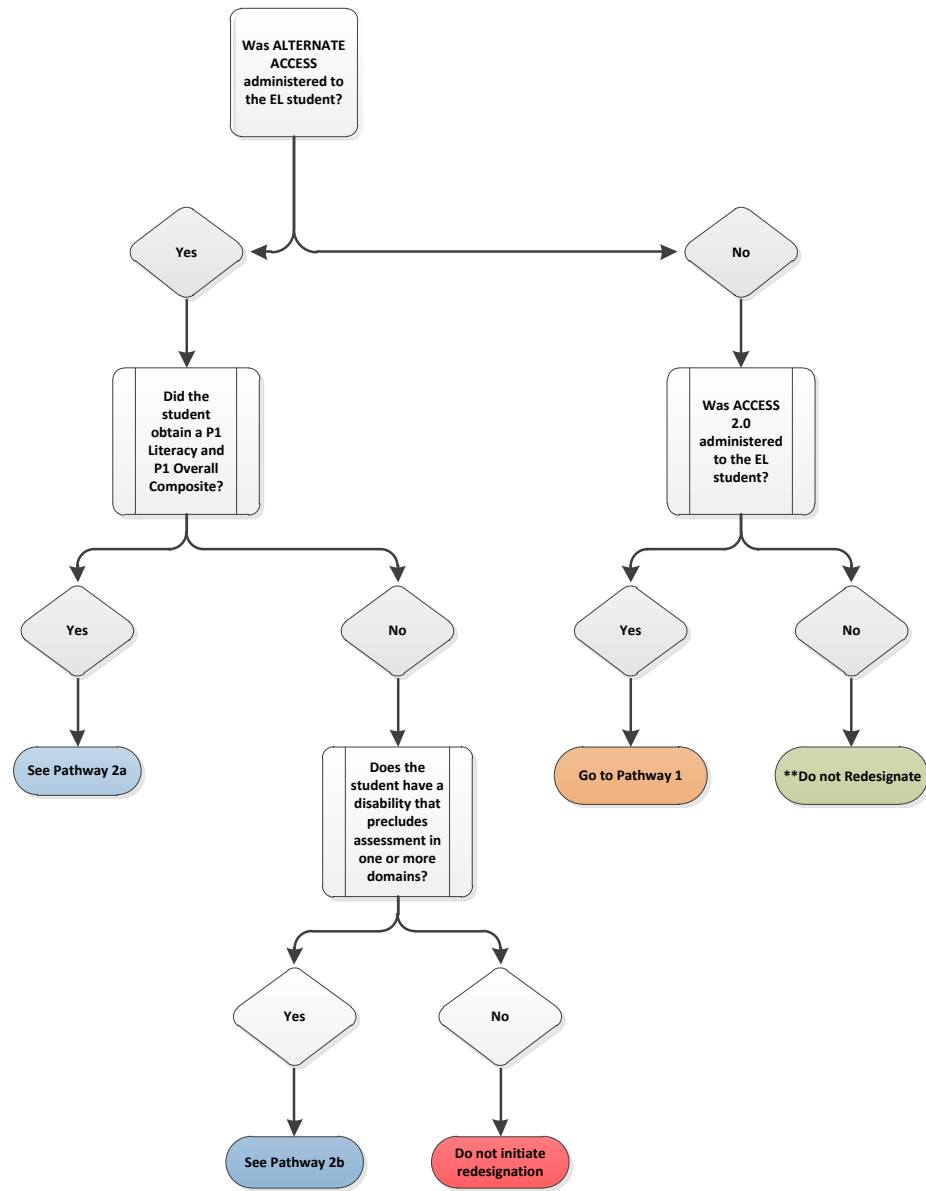 Was ALTERNATE
ACCESS
administered to
the EL student?
Yes
No
Did the
student
obtain a P1
Literacy and
P1 Overall
Composite?
Was ACCESS
2.0
administered
to the EL
student?
Yes
No
Yes
No
See Pathway 2a
Does the
student have a
disability that
precludes
assessment in
one or more
domains?
Go to Pathway 1
**Do not Redesignate
Yes
No
See Pathway 2b
Do not initiate
redesignation